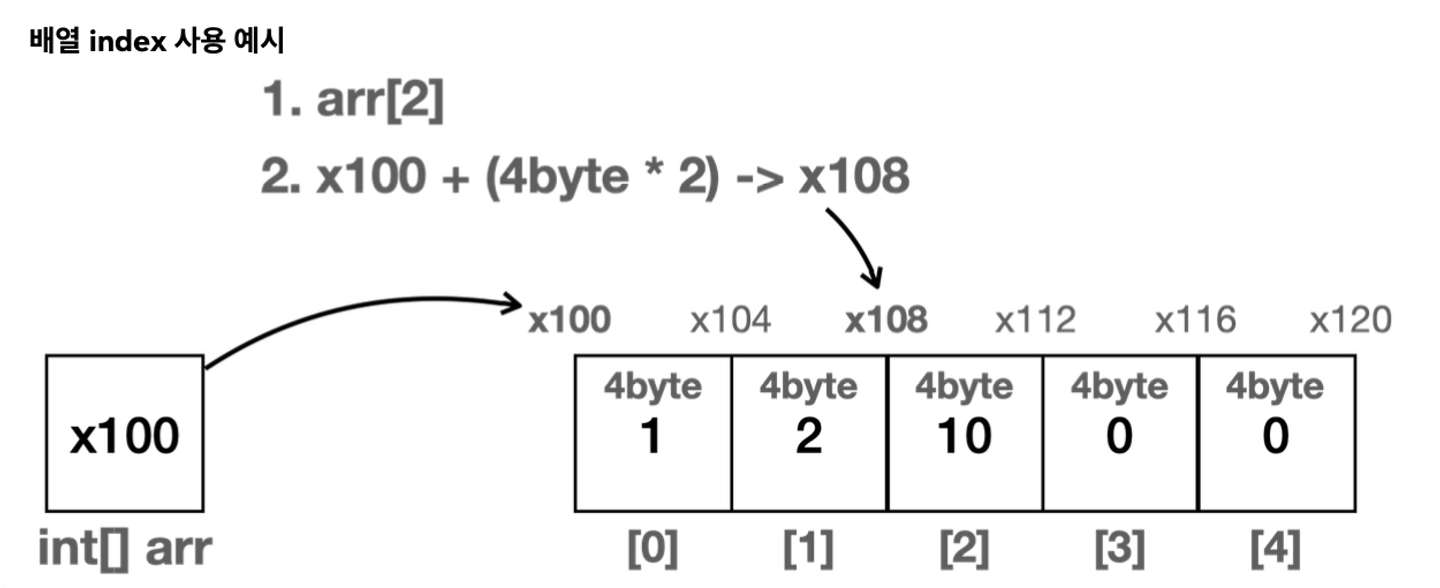 배열 index 사용 예시
1. arr[2]
2. x100 + (4byte * 2) -> x108
x100 x104 x108 x112 x116 x120
4byte 4byte 4byte 4byte 4byte
x100 1 2 10 0 0
int[] arr [0] [1] [2] [3] [4]